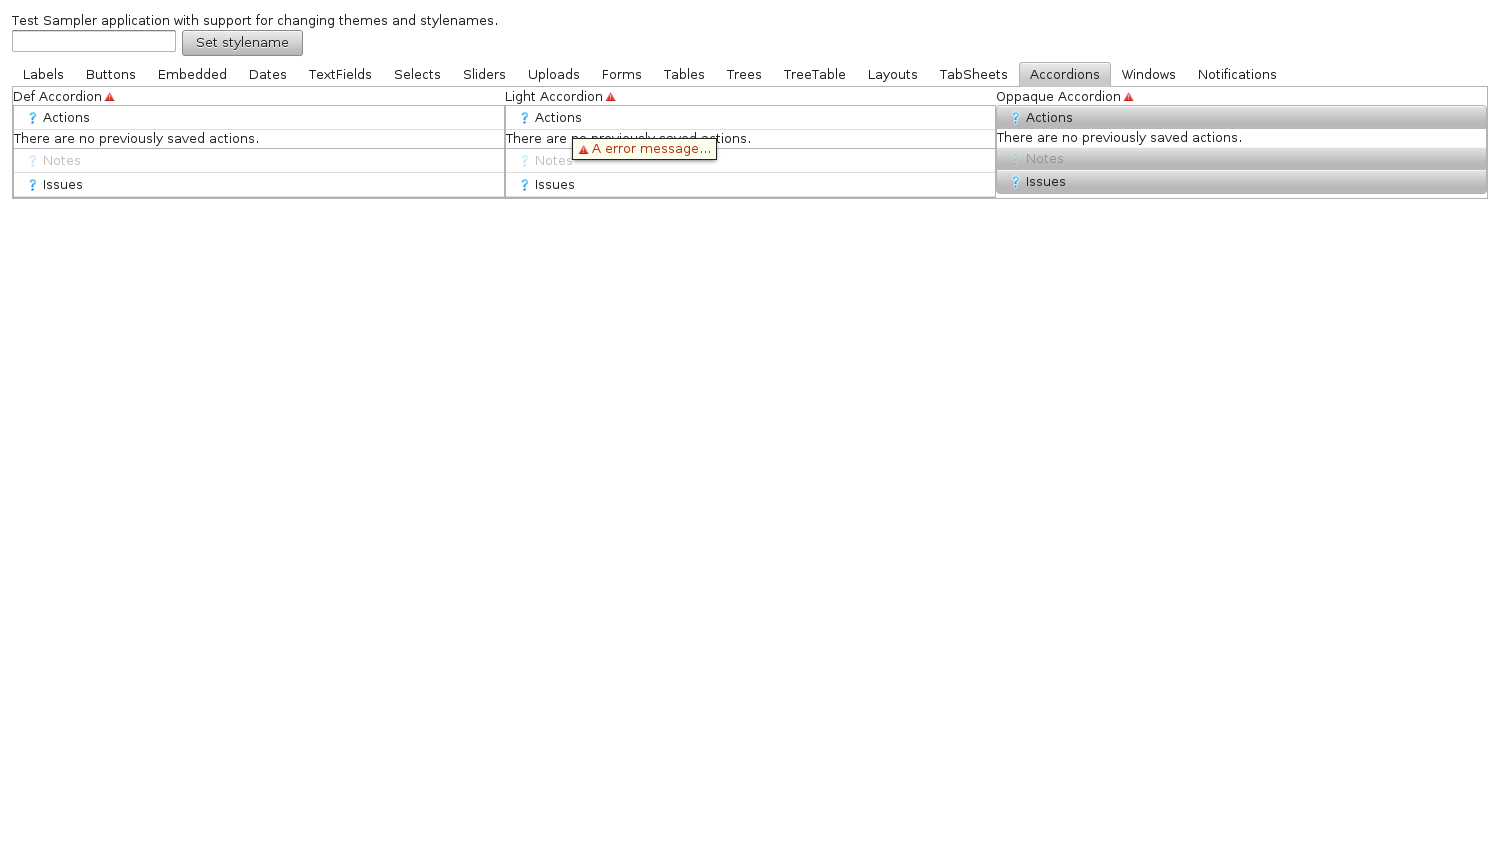 Test Sampler application with support for changing themes and stylenames.
Set stylename
Labels Buttons Embedded Dates TextFields Selects Sliders Uploads Forms Tables Trees TreeTable Layouts TabSheets Accordions Windows Notifications
Def Accordion Light Accordion Oppaque Accordion
? Actions ? Actions ? Actions
There are no previously saved actions. There are no previously saved actions. There are no previously saved actions.
A error message...
? Notes ? Notes ? Notes
? Issues ? Issues ? Issues